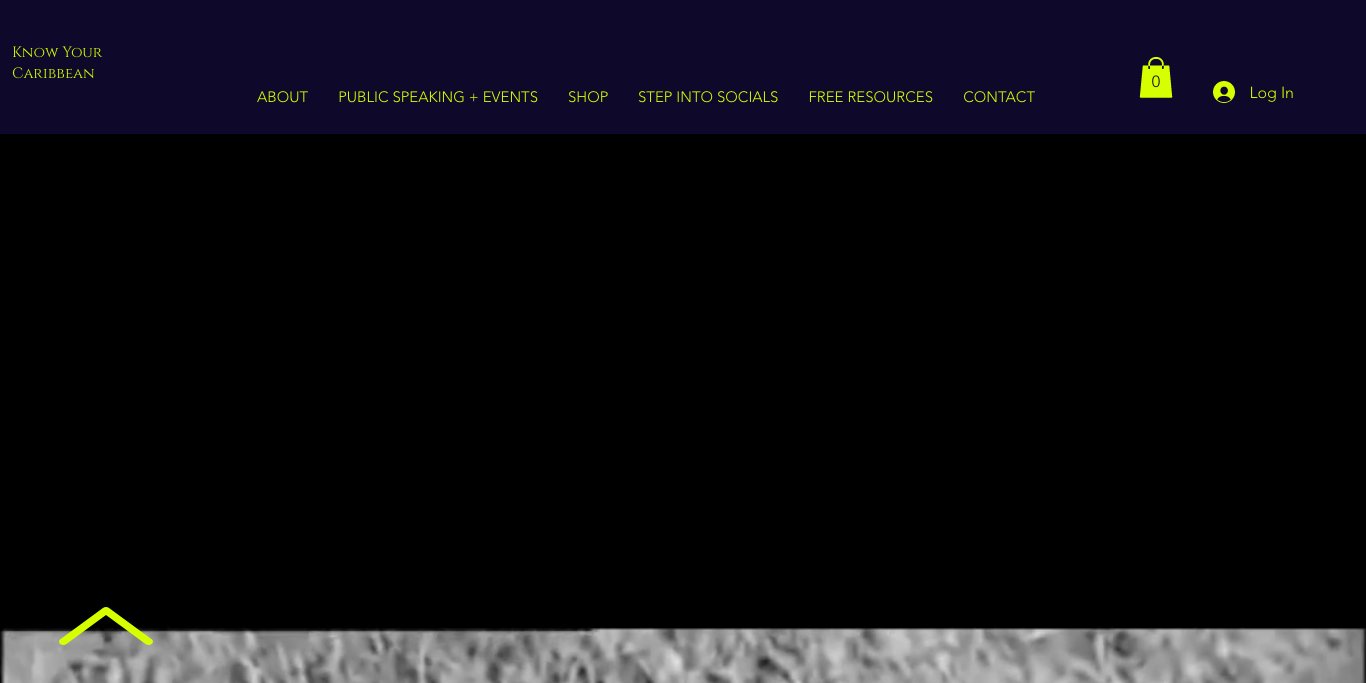 Know Your
Caribbean
ABOUT
PUBLIC SPEAKING + EVENTS
SHOP
STEP INTO SOCIALS
FREE RESOURCES
CONTACT
0
Log In